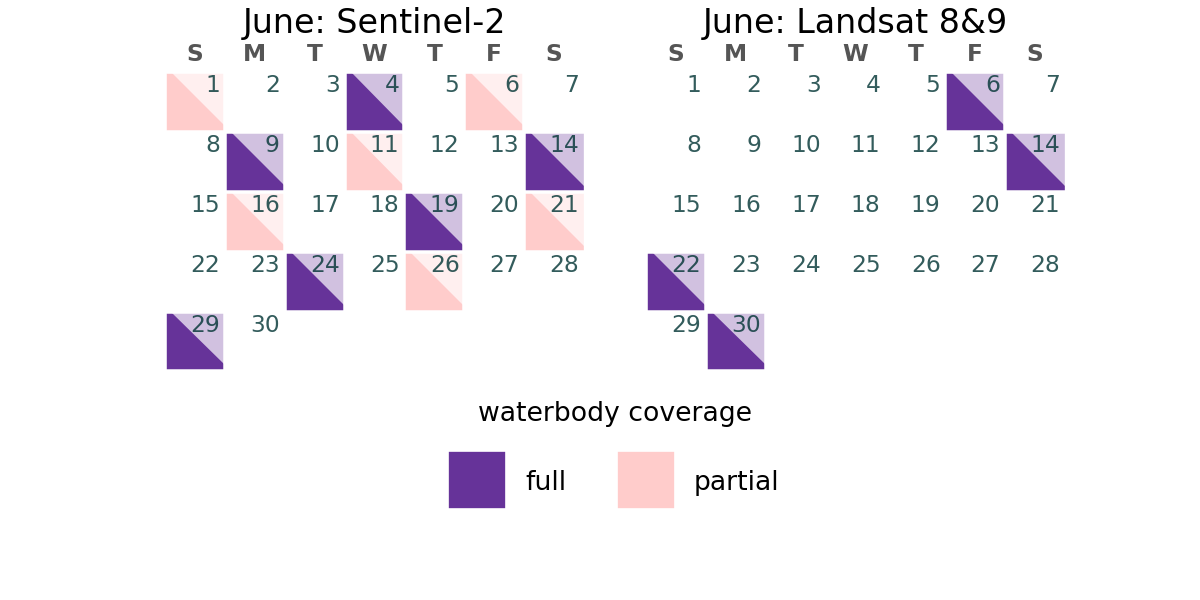 June: Sentinel-2
S M T W T F S
1 2 3 4 5 6 7
8 9 10 11 12 13 14
15 16 17 18 19 20 21
22 23 24 25 26 27 28
29 30
June: Landsat 8&9
S M T W T F S
1 2 3 4 5 6 7
8 9 10 11 12 13 14
15 16 17 18 19 20 21
22 23 24 25 26 27 28
29 30
waterbody coverage
full partial